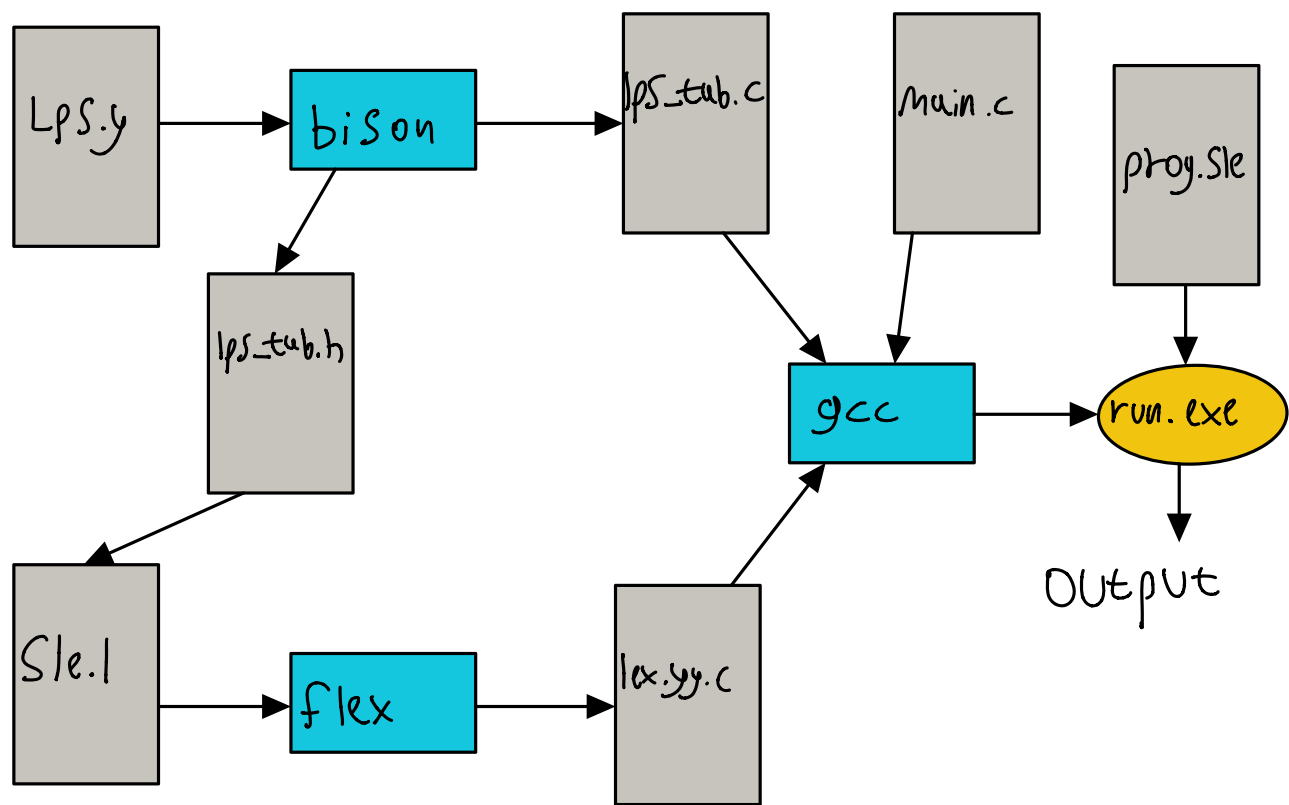 Lps.y
bison
lps_tab.c
main.c
prog.sle
lps_tab.h
gcc
run.exe
output
Sle.l
flex
lex.yy.c